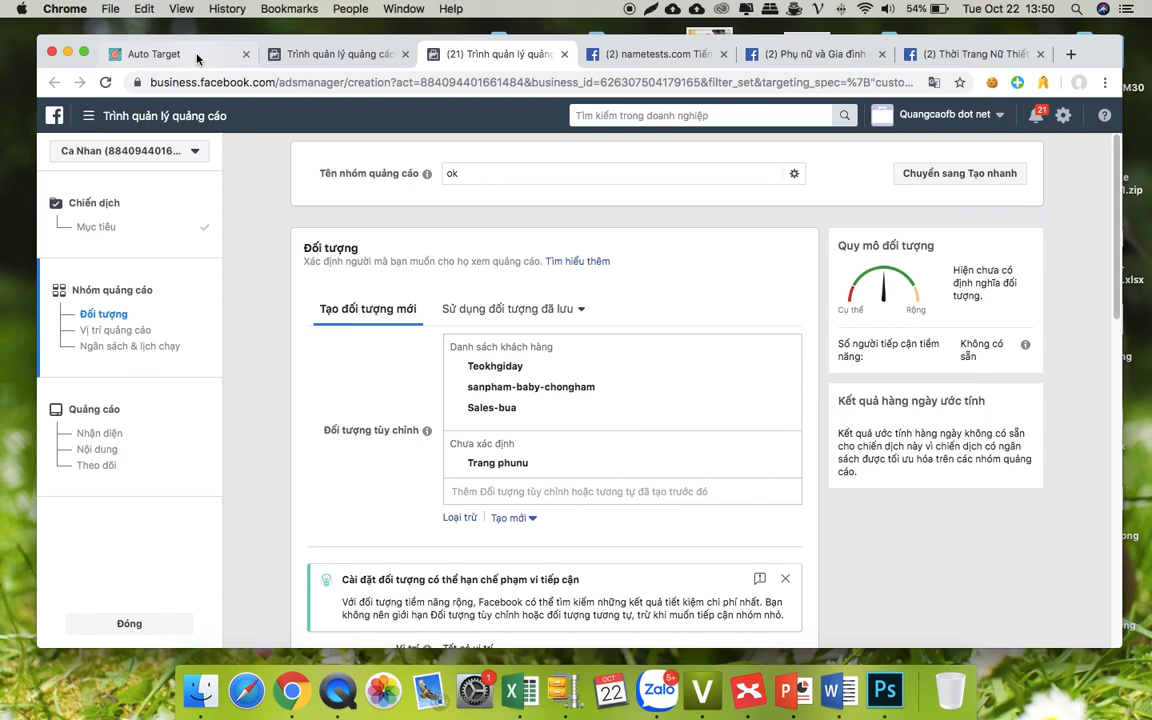 Chrome File Edit View History Bookmarks People Window Help 54% Tue Oct 22 13:50
Auto Target
Trình quản lý quảng cá
(21) Trình quản lý quảng
(2) nametests.com Tiến
(2) Phụ nữ và Gia đình
(2) Thời Trang Nữ Thiết
business.facebook.com/adsmanager/creation?act=884094401661484&business_id=626307504179165&filter_set&targeting_spec=%7B"custo...
M30
Trình quản lý quảng cáo
Tìm kiếm trong doanh nghiệp
Quangcaofb dot net
21
Ca Nhan (8840944016...
Chiến dịch
Mục tiêu
Nhóm quảng cáo
Đối tượng
Vị trí quảng cáo
Ngân sách & lịch chạy
Quảng cáo
Nhận diện
Nội dung
Theo dõi
Đóng
Tên nhóm quảng cáo
ok
Chuyển sang Tạo nhanh
Đối tượng
Xác định người mà bạn muốn cho họ xem quảng cáo. Tìm hiểu thêm
Tạo đối tượng mới
Sử dụng đối tượng đã lưu
Đối tượng tùy chỉnh
Danh sách khách hàng
Teokhgiday
sanpham-baby-chongham
Sales-bua
Chưa xác định
Trang phunu
Thêm Đối tượng tùy chỉnh hoặc tương tự đã tạo trước đó
Loại trừ
Tạo mới
Cài đặt đối tượng có thể hạn chế phạm vi tiếp cận
Với đối tượng tiềm năng rộng, Facebook có thể tìm kiếm những kết quả tiết kiệm chi phí nhất. Bạn
không nên giới hạn Đối tượng tùy chỉnh hoặc đối tượng tương tự, trừ khi muốn tiếp cận nhóm nhỏ.
Quy mô đối tượng
Cụ thể
Rộng
Hiện chưa có
định nghĩa đối
tượng.
Số người tiếp cận tiềm
năng:
Không có
sẵn
Kết quả hàng ngày ước tính
Kết quả ước tính hàng ngày không có sẵn
cho chiến dịch này vì chiến dịch có ngân
sách được tối ưu hóa trên các nhóm quảng
cáo.
1.zip
.xlsx
1
OCT
22
Zalo
5+
Ps